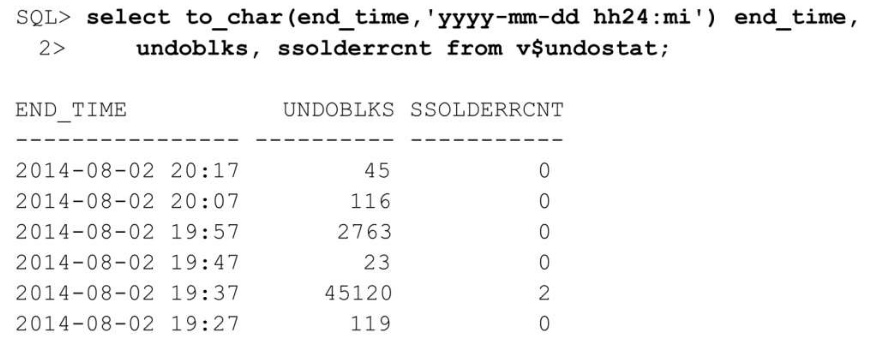 SQL> select to_char(end_time,'yyyy-mm-dd hh24:mi') end_time,
  2>      undoblks, ssolderrcnt from v$undostat;

END_TIME           UNDOBLKS SSOLDERRCNT
---------------- ---------- -----------
2014-08-02 20:17         45           0
2014-08-02 20:07        116           0
2014-08-02 19:57       2763           0
2014-08-02 19:47         23           0
2014-08-02 19:37      45120           2
2014-08-02 19:27        119           0